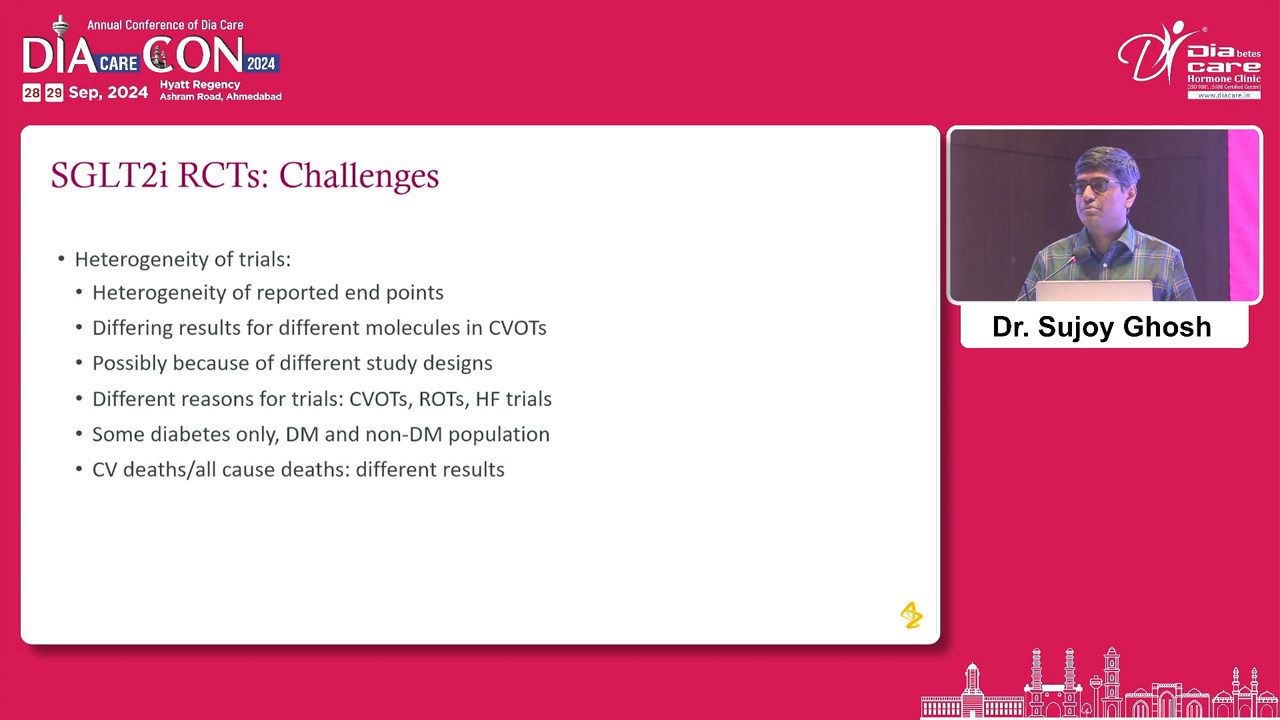 Annual Conference of Dia Care
DIA CARE CON 2024
28 29 Sep, 2024
Hyatt Regency
Ashram Road, Ahmedabad
Diabetes
care
Hormone Clinic
(ISO 9001:2008 Certified Centre)
www.diacare.in
SGLT2i RCTs: Challenges
• Heterogeneity of trials:
• Heterogeneity of reported end points
• Differing results for different molecules in CVOTs
• Possibly because of different study designs
• Different reasons for trials: CVOTs, ROTs, HF trials
• Some diabetes only, DM and non-DM population
• CV deaths/all cause deaths: different results
Dr. Sujoy Ghosh